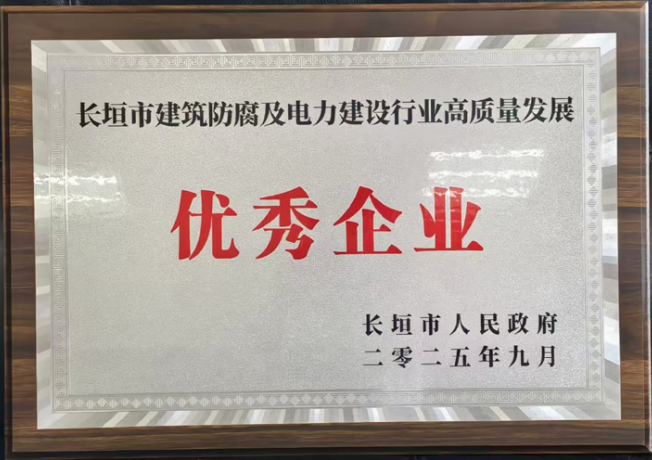 长垣市建筑防腐及电力建设行业高质量发展
优秀企业
长垣市人民政府
二零二五年九月